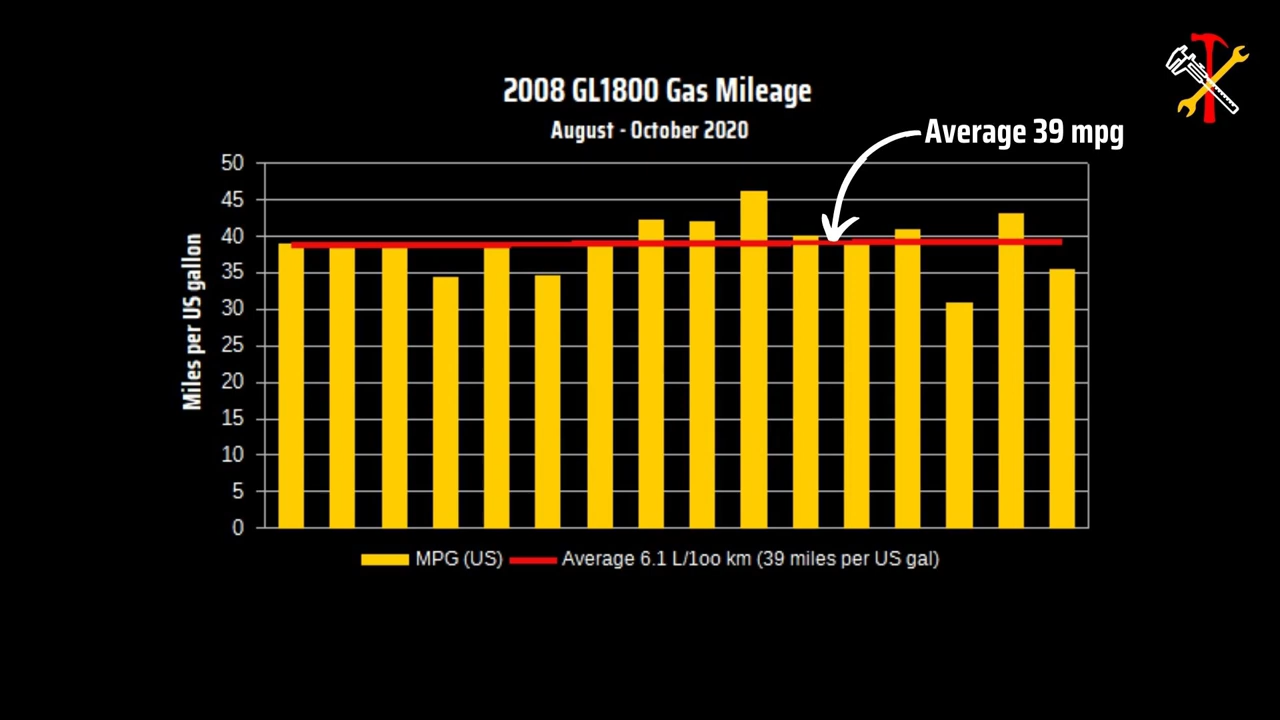 2008 GL1800 Gas Mileage
August - October 2020
Average 39 mpg
Miles per US gallon
50
45
40
35
30
25
20
15
10
5
0
MPG (US)
Average 6.1 L/1oo km (39 miles per US gal)